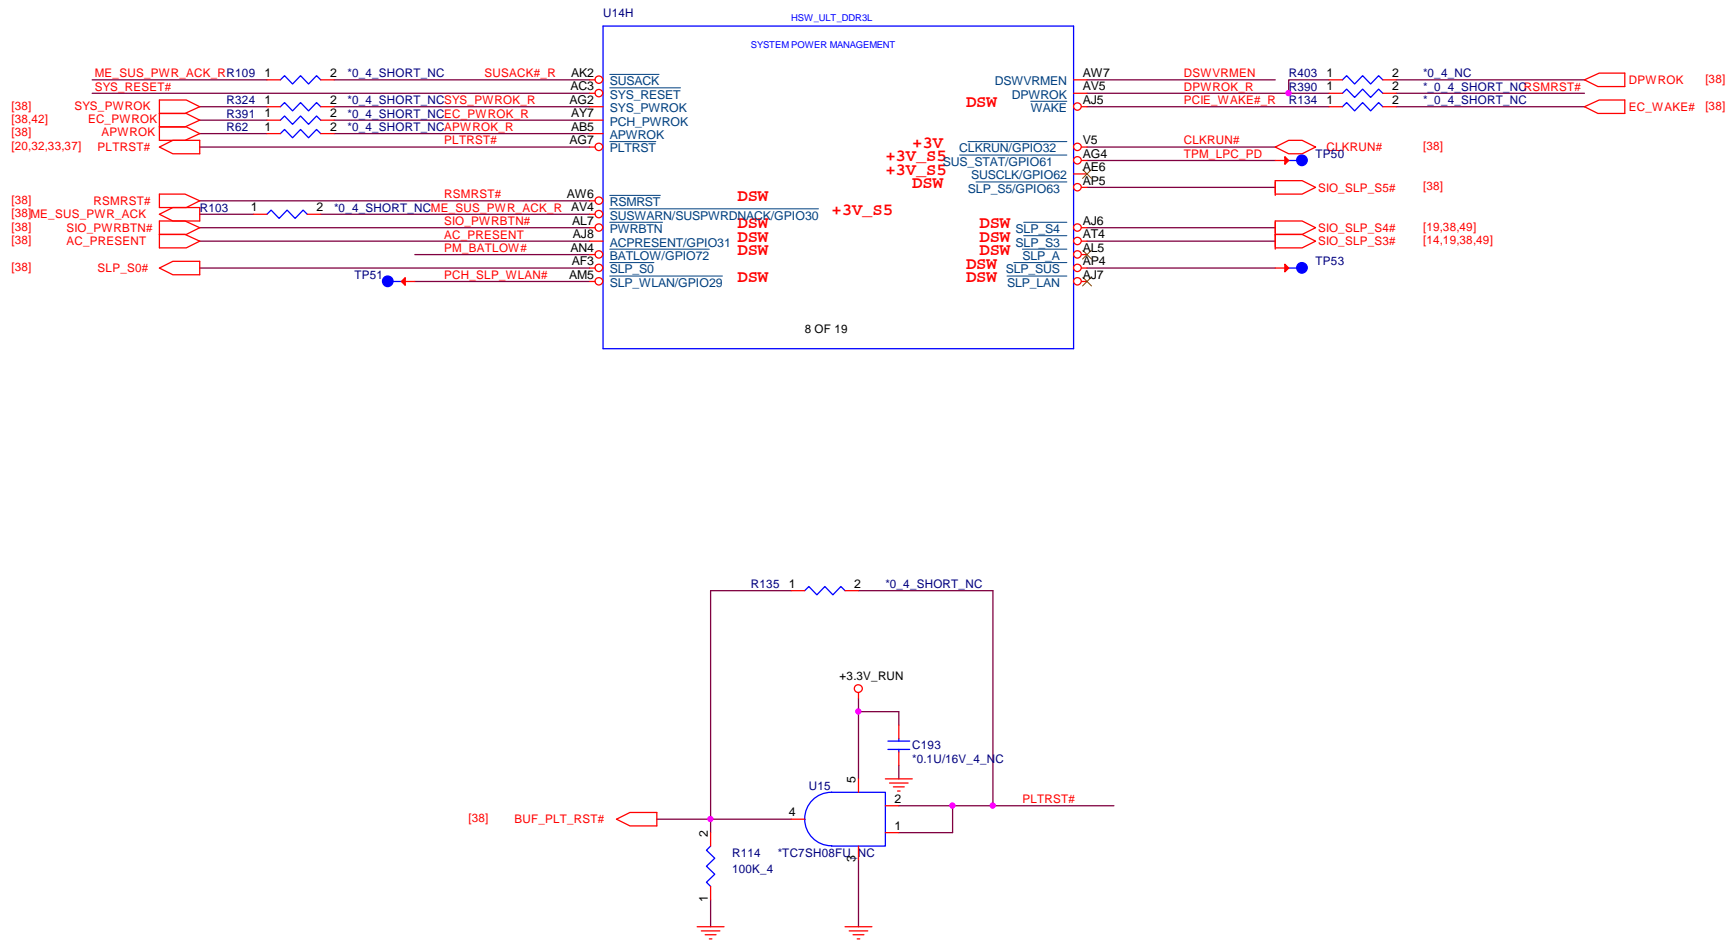 U14H
HSW_ULT_DDR3L
SYSTEM POWER MANAGEMENT
ME_SUS_PWR_ACK_R R109 1 2 *0_4_SHORT_NC SUSACK#_R AK2 SUSACK
SYS_RESET# AC3 SYS_RESET
[38] SYS_PWROK R324 1 2 *0_4_SHORT_NC SYS_PWROK_R AG2 SYS_PWROK
[38,42] EC_PWROK R391 1 2 *0_4_SHORT_NC EC_PWROK_R AY7 PCH_PWROK
[38] APWROK R62 1 2 *0_4_SHORT_NC APWROK_R AB5 APWROK
[20,32,33,37] PLTRST# PLTRST# AG7 PLTRST
[38] RSMRST# RSMRST# AW6 RSMRST DSW
[38] ME_SUS_PWR_ACK R103 1 2 *0_4_SHORT_NC ME_SUS_PWR_ACK_R AV4 SUSWARN/SUSPWRDNACK/GPIO30 +3V_S5
[38] SIO_PWRBTN# SIO_PWRBTN# AL7 PWRBTN DSW
[38] AC_PRESENT AC_PRESENT AJ8 ACPRESENT/GPIO31 DSW
PM_BATLOW# AN4 BATLOW/GPIO72 DSW
[38] SLP_S0# AF3 SLP_S0
TP51 PCH_SLP_WLAN# AM5 SLP_WLAN/GPIO29 DSW
DSWVRMEN AW7 DSWVRMEN R403 1 2 *0_4_NC DPWROK [38]
DPWROK AV5 DPWROK_R R390 1 2 *_0_4_SHORT_NC RSMRST#
DSW WAKE AJ5 PCIE_WAKE#_R R134 1 2 *_0_4_SHORT_NC EC_WAKE# [38]
+3V CLKRUN/GPIO32 V5 CLKRUN# CLKRUN# [38]
+3V_S5 SUS_STAT/GPIO61 AG4 TPM_LPC_PD TP50
+3V_S5 SUSCLK/GPIO62 AE6
DSW SLP_S5/GPIO63 AP5 SIO_SLP_S5# [38]
DSW SLP_S4 AJ6 SIO_SLP_S4# [19,38,49]
DSW SLP_S3 AT4 SIO_SLP_S3# [14,19,38,49]
DSW SLP_A AL5
DSW SLP_SUS AP4 TP53
DSW SLP_LAN AJ7
8 OF 19
R135 1 2 *0_4_SHORT_NC
+3.3V_RUN
C193
*0.1U/16V_4_NC
U15 5
2 PLTRST#
[38] BUF_PLT_RST# 4
1
2
R114 *TC7SH08FU_NC
3
100K_4
1